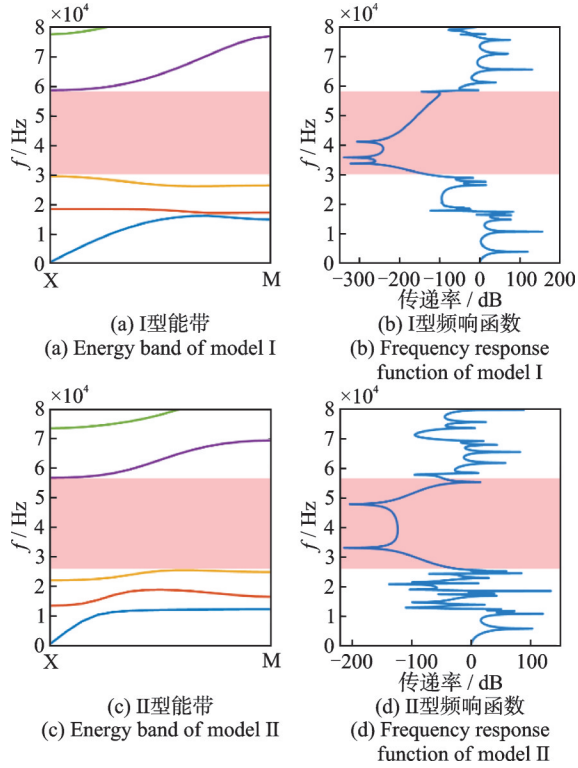 ×10⁴
8
7
6
5
4
3
2
1
0
f / Hz
X
M
(a) I型能带
(a) Energy band of model I
×10⁴
8
7
6
5
4
3
2
1
0
f / Hz
−300 −200 −100 0 100 200
传递率 / dB
(b) I型频响函数
(b) Frequency response
function of model I
×10⁴
8
7
6
5
4
3
2
1
0
f / Hz
X
M
(c) II型能带
(c) Energy band of model II
×10⁴
8
7
6
5
4
3
2
1
0
f / Hz
−200 −100 0 100
传递率 / dB
(d) II型频响函数
(d) Frequency response
function of model II